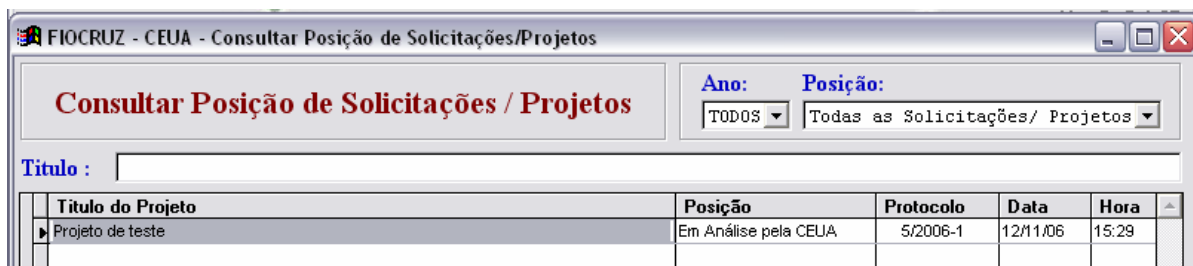 FIOCRUZ - CEUA - Consultar Posição de Solicitações/Projetos
Consultar Posição de Solicitações / Projetos
Ano: Posição:
TODOS Todas as Solicitações/ Projetos
Titulo :
Titulo do Projeto Posição Protocolo Data Hora
Projeto de teste Em Análise pela CEUA 5/2006-1 12/11/06 15:29